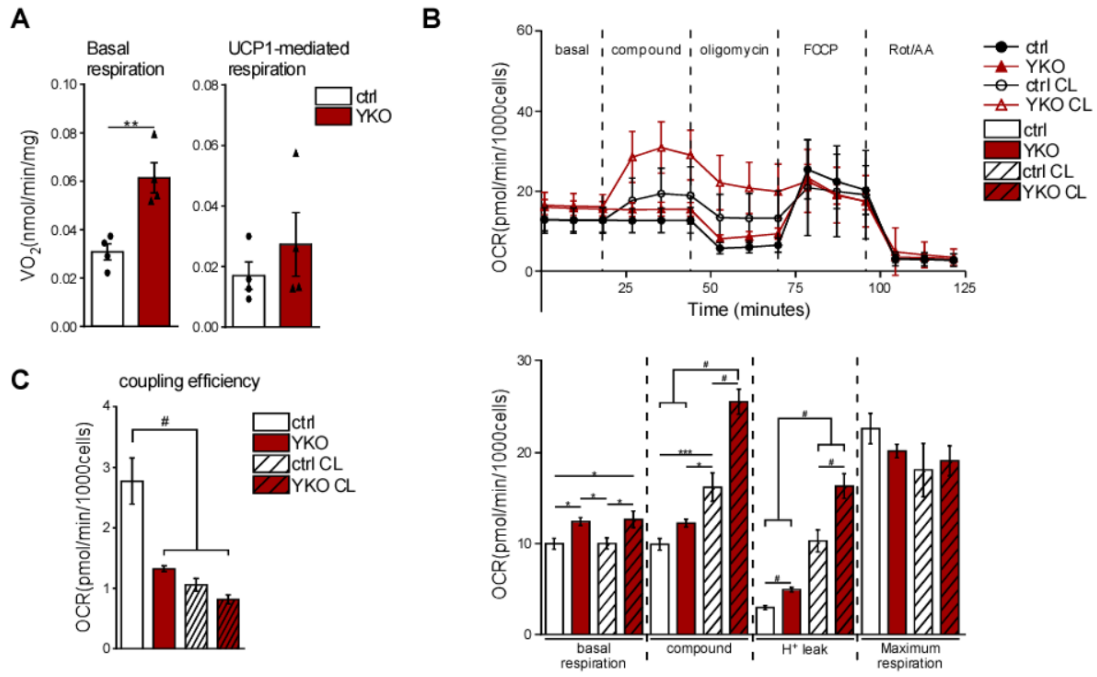 A
Basal
respiration
UCP1-mediated
respiration
VO2(nmol/min/mg)
0.10
0.08
0.06
0.04
0.02
0.00
**
0.08
0.06
0.04
0.02
0.00
ctrl
YKO
B
OCR(pmol/min/1000cells)
60
40
20
0
basal
compound
oligomycin
FCCP
Rot/AA
25
50
75
100
125
Time (minutes)
ctrl
YKO
ctrl CL
YKO CL
ctrl
YKO
ctrl CL
YKO CL
C
coupling efficiency
OCR(pmol/min/1000cells)
4
3
2
1
0
#
ctrl
YKO
ctrl CL
YKO CL
OCR(pmol/min/1000cells)
30
20
10
0
*
*
*
*
#
#
***
*
#
#
#
basal
respiration
compound
H+ leak
Maximum
respiration